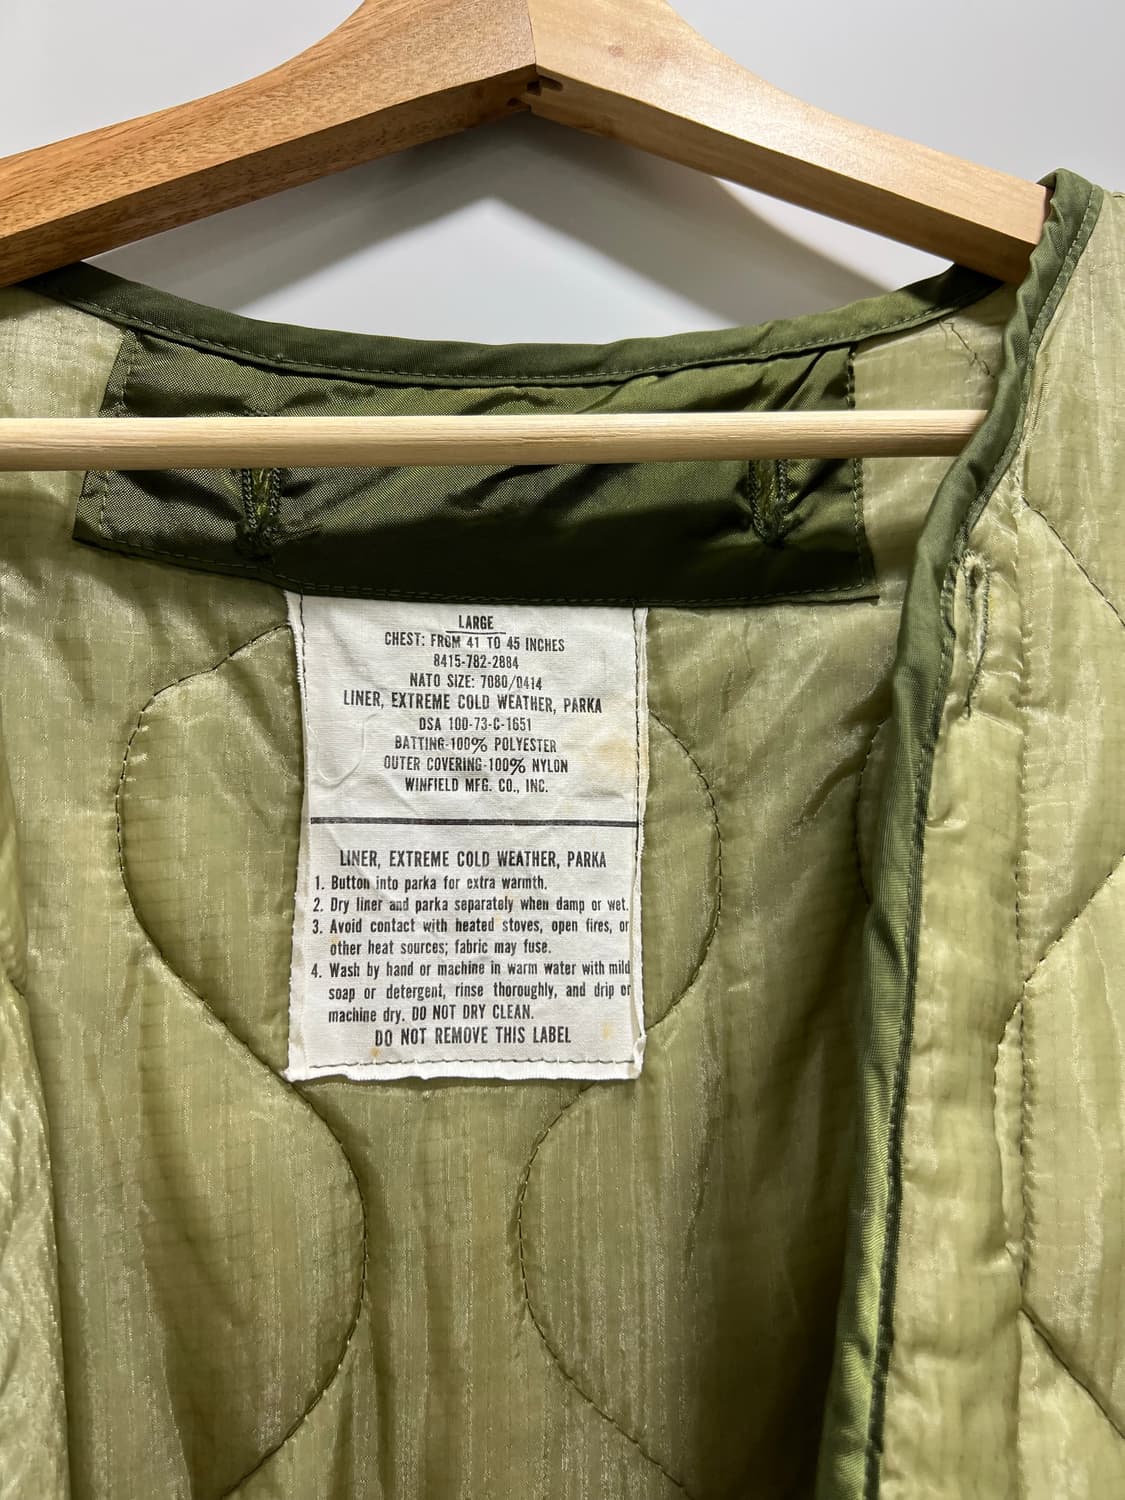 LARGE
CHEST: FROM 41 TO 45 INCHES
8415-782-2884
NATO SIZE: 7080/0414
LINER, EXTREME COLD WEATHER, PARKA
DSA 100-73-C-1651
BATTING-100% POLYESTER
OUTER COVERING-100% NYLON
WINFIELD MFG. CO., INC.
LINER, EXTREME COLD WEATHER, PARKA
1. Button into parka for extra warmth.
2. Dry liner and parka separately when damp or wet.
3. Avoid contact with heated stoves, open fires, or
other heat sources; fabric may fuse.
4. Wash by hand or machine in warm water with mild
soap or detergent, rinse thoroughly, and drip or
machine dry. DO NOT DRY CLEAN.
DO NOT REMOVE THIS LABEL